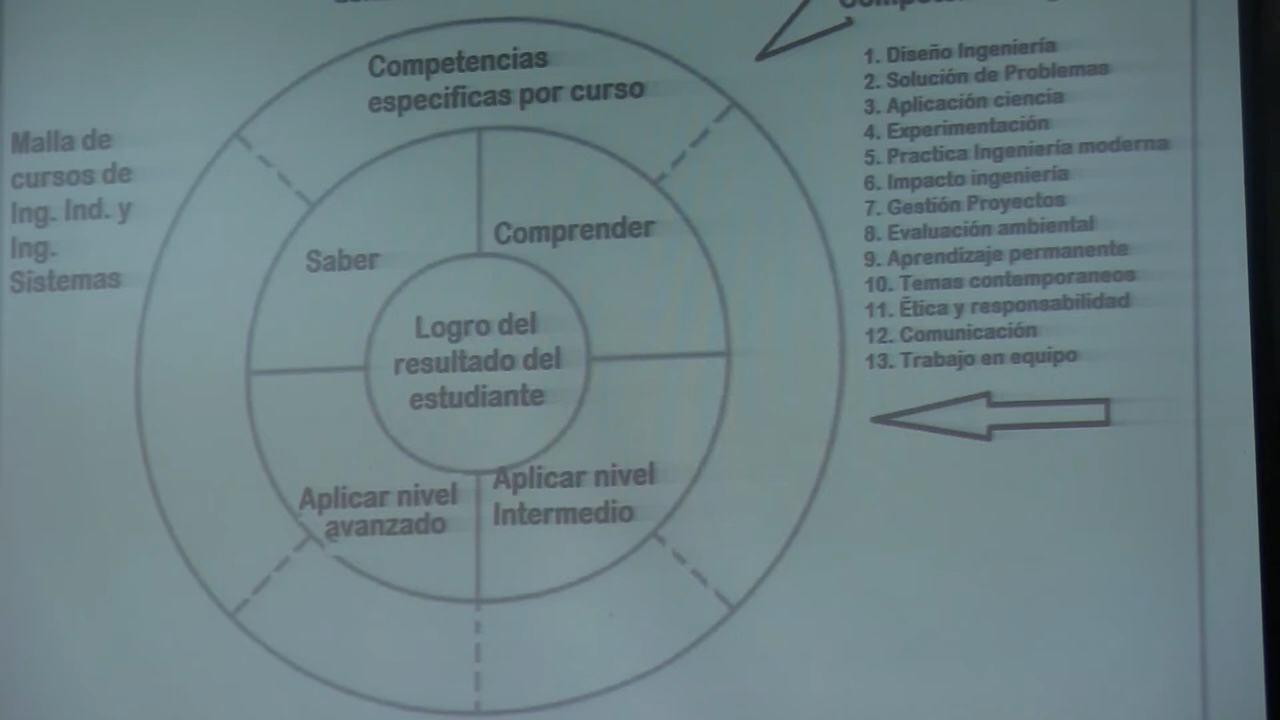 Competencias
especificas por curso
Malla de
cursos de
Ing. Ind. y
Ing.
Sistemas
Saber
Comprender
Logro del
resultado del
estudiante
Aplicar nivel
avanzado
Aplicar nivel
Intermedio
1. Diseño Ingeniería
2. Solución de Problemas
3. Aplicación ciencia
4. Experimentación
5. Practica Ingeniería moderna
6. Impacto ingeniería
7. Gestión Proyectos
8. Evaluación ambiental
9. Aprendizaje permanente
10. Temas contemporaneos
11. Ética y responsabilidad
12. Comunicación
13. Trabajo en equipo